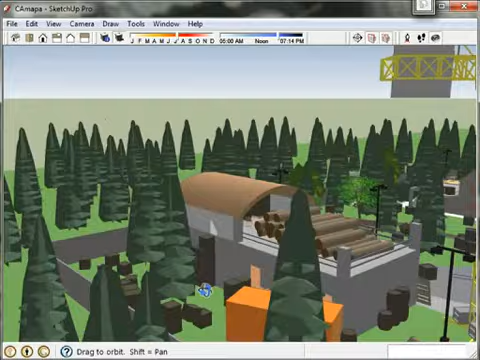 CAmapa - SketchUp Pro
File Edit View Camera Draw Tools Window Help
J F M A M J J A S O N D 05:00 AM Noon 07:14 PM
Drag to orbit. Shift = Pan